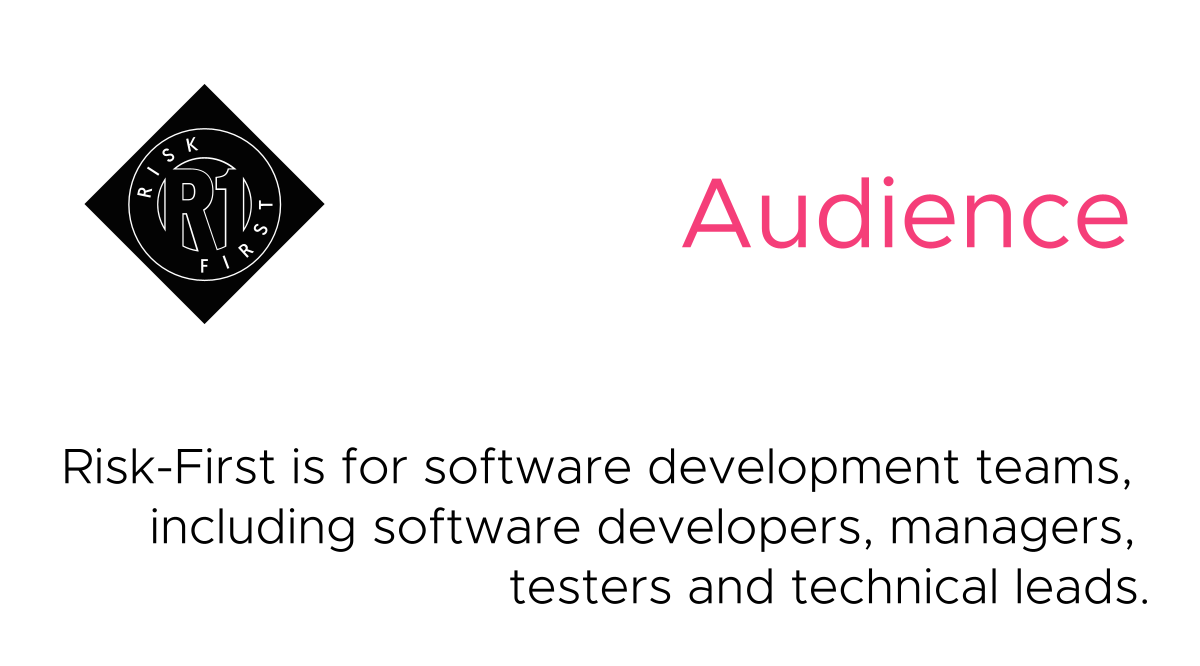 RISK
R1
FIRST
Audience
Risk-First is for software development teams,
including software developers, managers,
testers and technical leads.